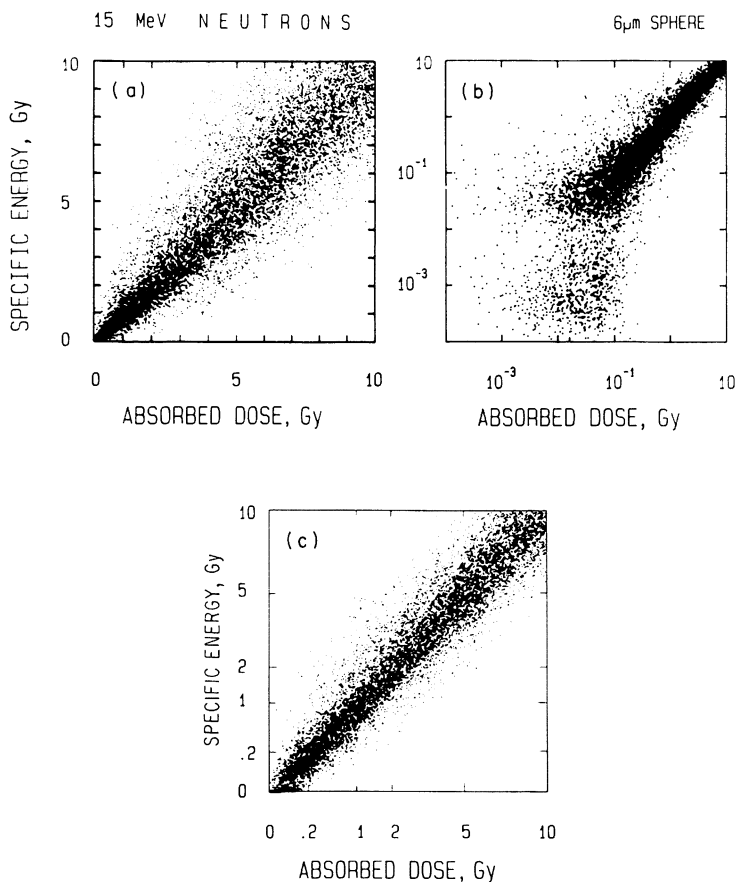 15 MeV NEUTRONS
6μm SPHERE
(a)
10
5
0
SPECIFIC ENERGY, Gy
0 5 10
ABSORBED DOSE, Gy
(b)
10
10⁻¹
10⁻³
10⁻³ 10⁻¹ 10
ABSORBED DOSE, Gy
(c)
10
5
2
1
.2
0
SPECIFIC ENERGY, Gy
0 .2 1 2 5 10
ABSORBED DOSE, Gy